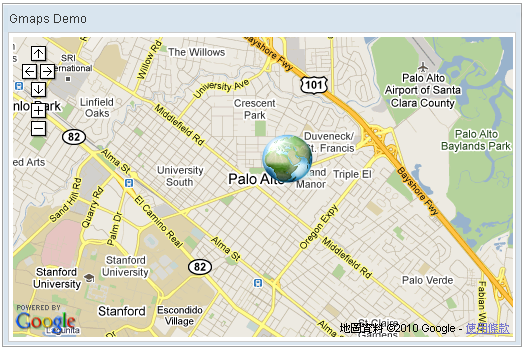 Gmaps Demo
The Willows
SRI
International
Willow Rd
Bayshore Fwy
University Ave
101
Palo Alto
Airport of Santa
Clara County
Linfield
Oaks
Crescent
Park
Middlefield Rd
nlo Park
82
Duveneck/
St. Francis
Palo Alto
Baylands Park
ed Arts
Alma St
University
South
Palo Alto
and
Manor
Triple El
Bayshore Fwy
Sand Hill Rd
Quarry Rd
Palm Dr
El Camino Real
Oregon Expy
Alma St
Middlefield Rd
Stanford
University
Stanford
University
82
Palo Verde
Stanford
Escondido
Village
Fabian W
POWERED BY
Google
Lagunita
St Claire
Gardens
地圖資料 ©2010 Google - 使用條款